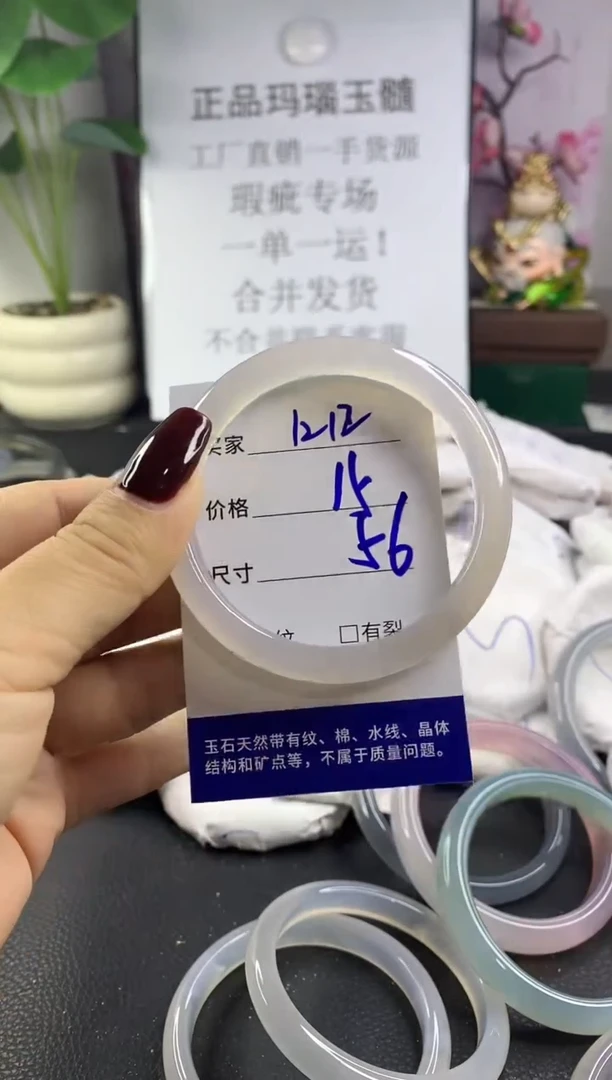 正品玛瑙玉髓
工厂直销一手货源
瑕疵专场
一单一运！
合并发货
买家 1212
价格 15
尺寸 56
纹 □有裂
玉石天然带有纹、棉、水线、晶体
结构和矿点等，不属于质量问题。